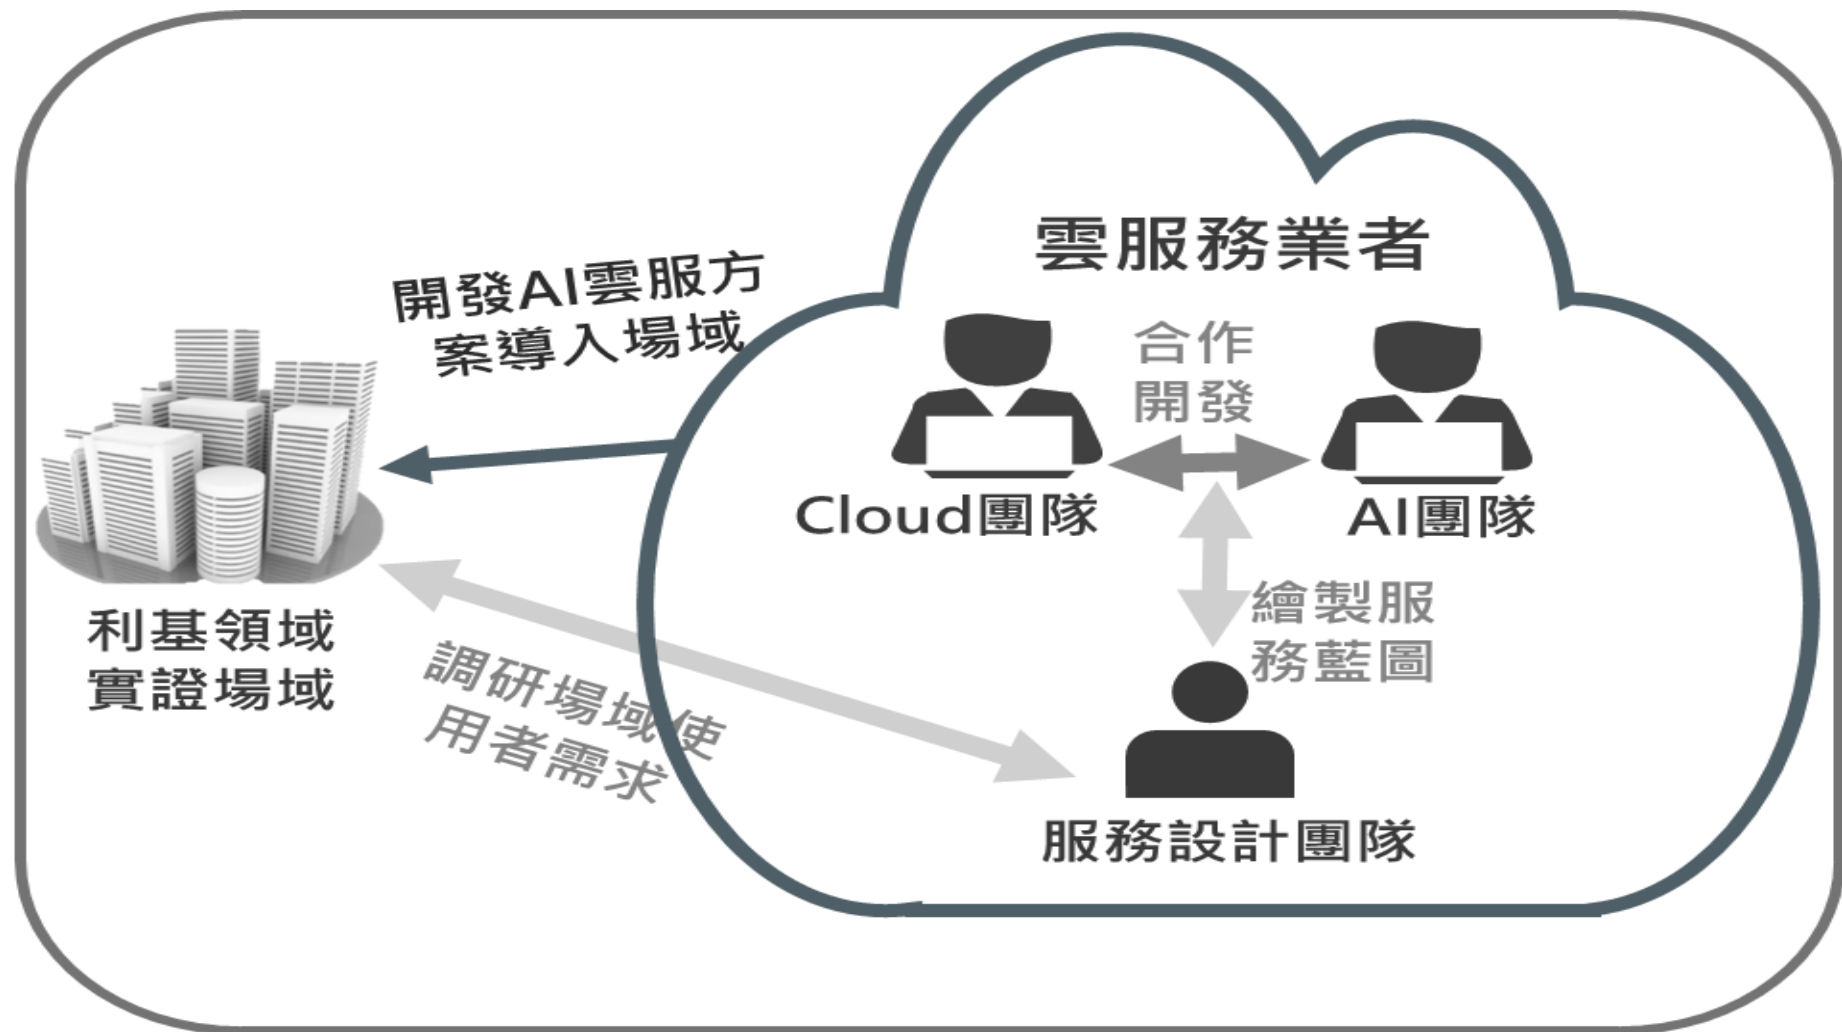 雲服務業者
開發AI雲服方
案導入場域
合作
開發
Cloud團隊
AI團隊
利基領域
實證場域
調研場域使
用者需求
繪製服
務藍圖
服務設計團隊